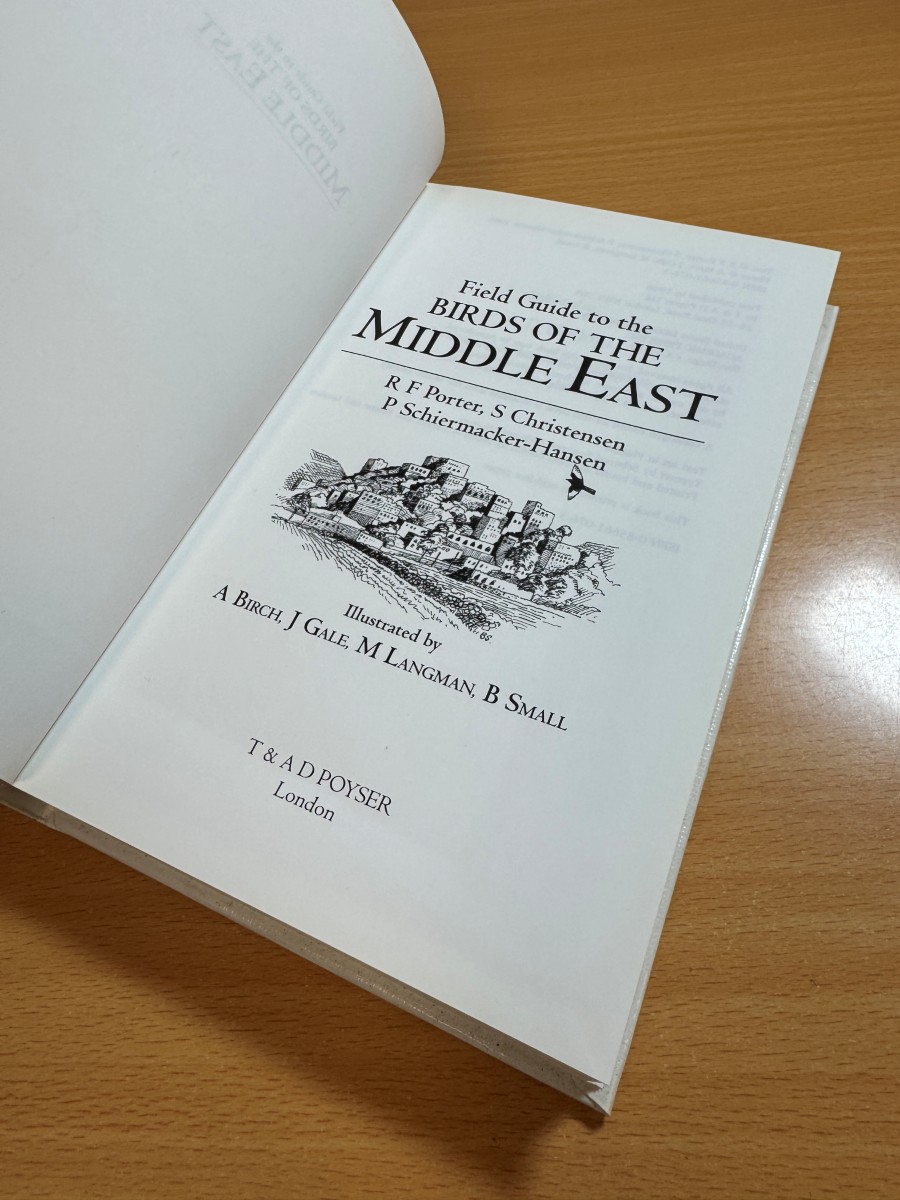 Field Guide to the
BIRDS OF THE
MIDDLE EAST
R F Porter, S Christensen
P Schiermacker-Hansen
BS.
Illustrated by
A BIRCH, J GALE, M LANGMAN, B SMALL
T & A D POYSER
London